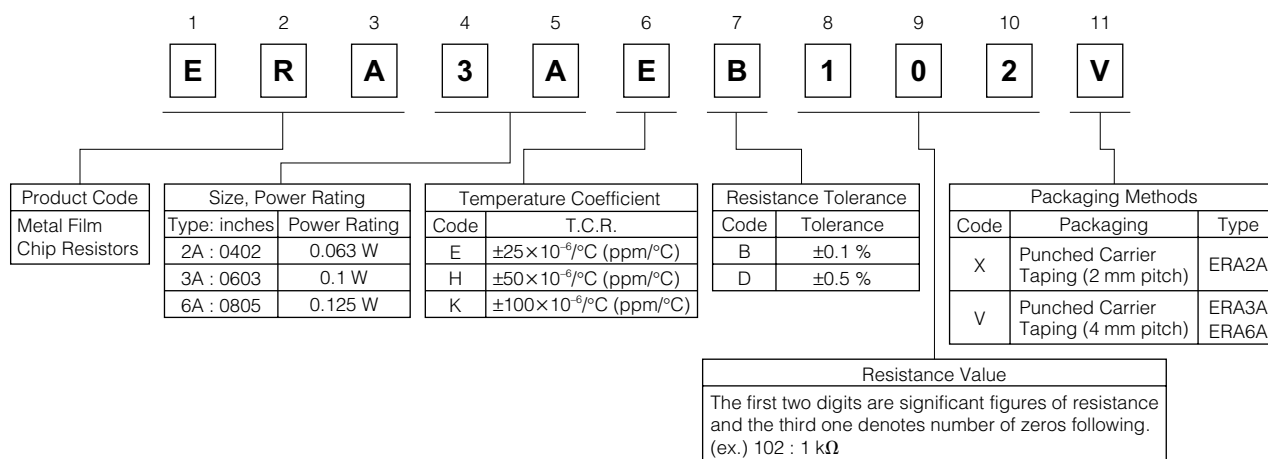 1 2 3 4 5 6 7 8 9 10 11
E R A 3 A E B 1 0 2 V
Product Code
Metal Film
Chip Resistors
Size, Power Rating
Type: inches Power Rating
2A : 0402 0.063 W
3A : 0603 0.1 W
6A : 0805 0.125 W
Temperature Coefficient
Code T.C.R.
E ±25×10⁻⁶/°C (ppm/°C)
H ±50×10⁻⁶/°C (ppm/°C)
K ±100×10⁻⁶/°C (ppm/°C)
Resistance Tolerance
Code Tolerance
B ±0.1 %
D ±0.5 %
Packaging Methods
Code Packaging Type
X Punched Carrier
Taping (2 mm pitch) ERA2A
V Punched Carrier
Taping (4 mm pitch) ERA3A
ERA6A
Resistance Value
The first two digits are significant figures of resistance
and the third one denotes number of zeros following.
(ex.) 102 : 1 kΩ